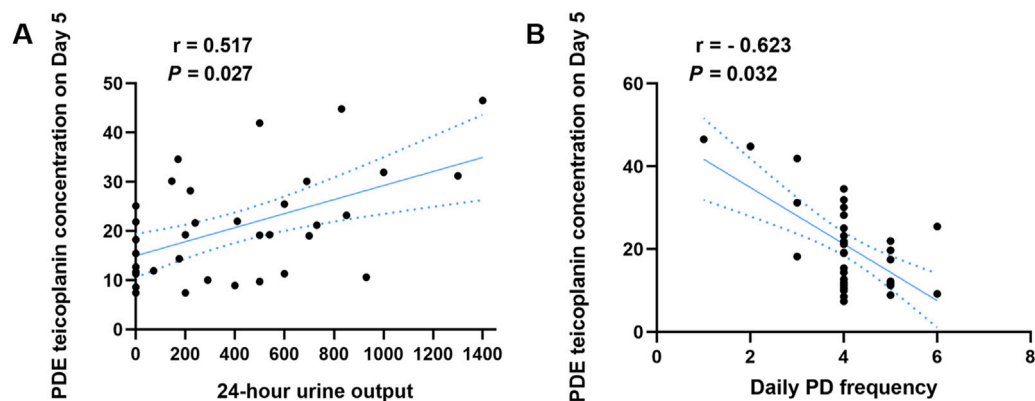 A
PDE teicoplanin concentration on Day 5
r = 0.517
P = 0.027
50
40
30
20
10
0
0 200 400 600 800 1000 1200 1400
24-hour urine output
B
PDE teicoplanin concentration on Day 5
r = - 0.623
P = 0.032
60
40
20
0
0 2 4 6 8
Daily PD frequency